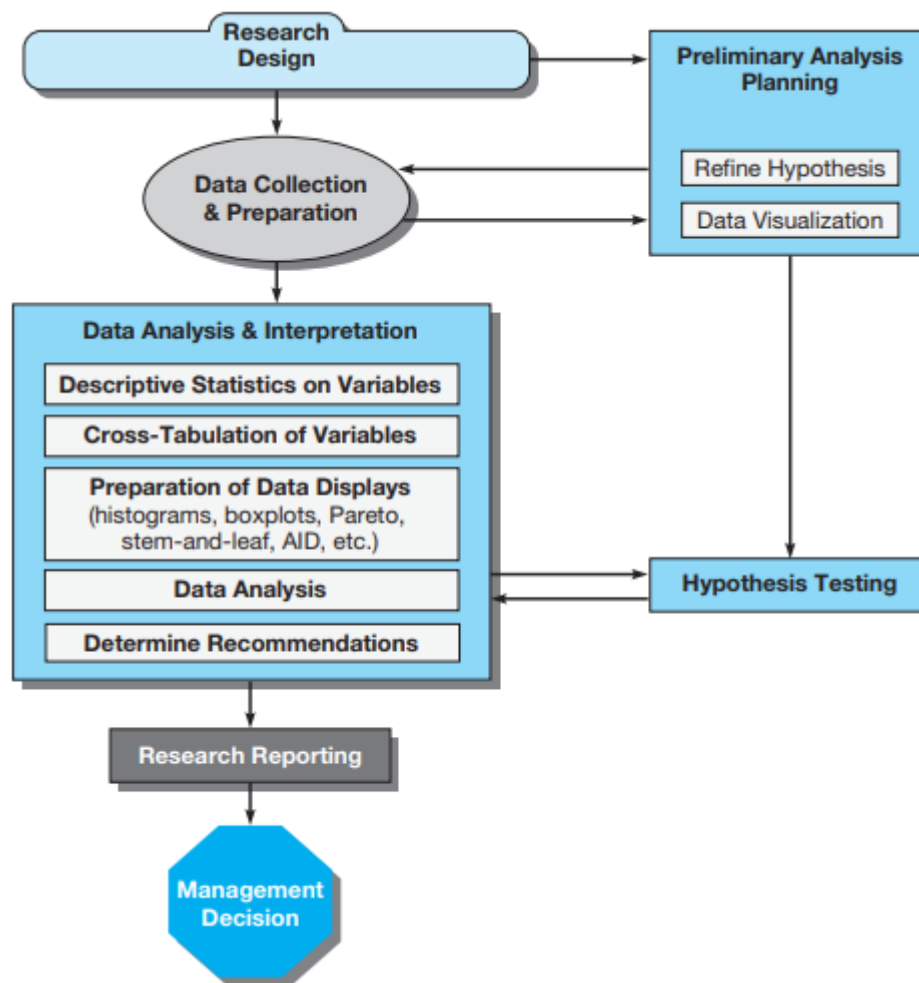 Research
Design
Preliminary Analysis
Planning
Refine Hypothesis
Data Visualization
Data Collection
& Preparation
Data Analysis & Interpretation
Descriptive Statistics on Variables
Cross-Tabulation of Variables
Preparation of Data Displays
(histograms, boxplots, Pareto,
stem-and-leaf, AID, etc.)
Data Analysis
Determine Recommendations
Hypothesis Testing
Research Reporting
Management
Decision